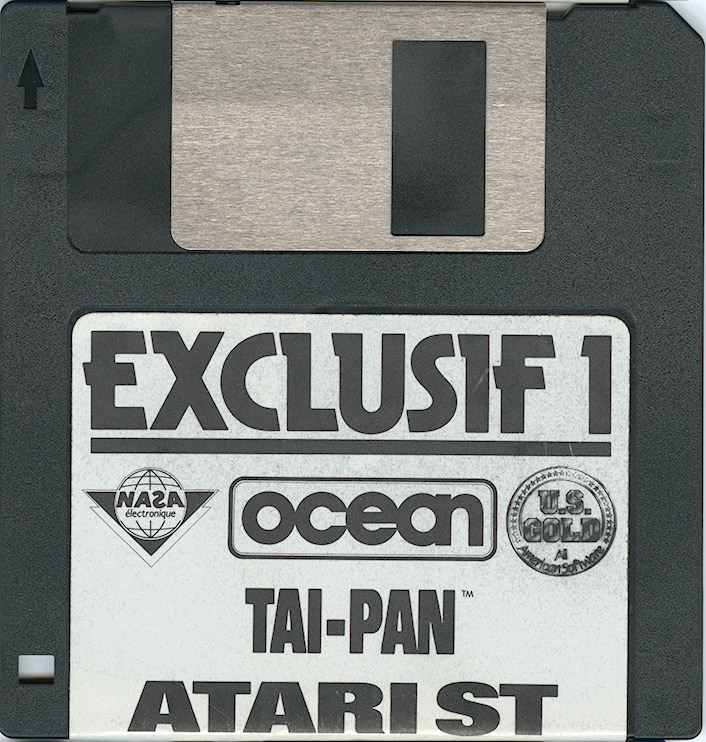 EXCLUSIF 1
NASA
électronique
ocean
U.S.
GOLD
All
American Software
TAI-PAN™
ATARI ST